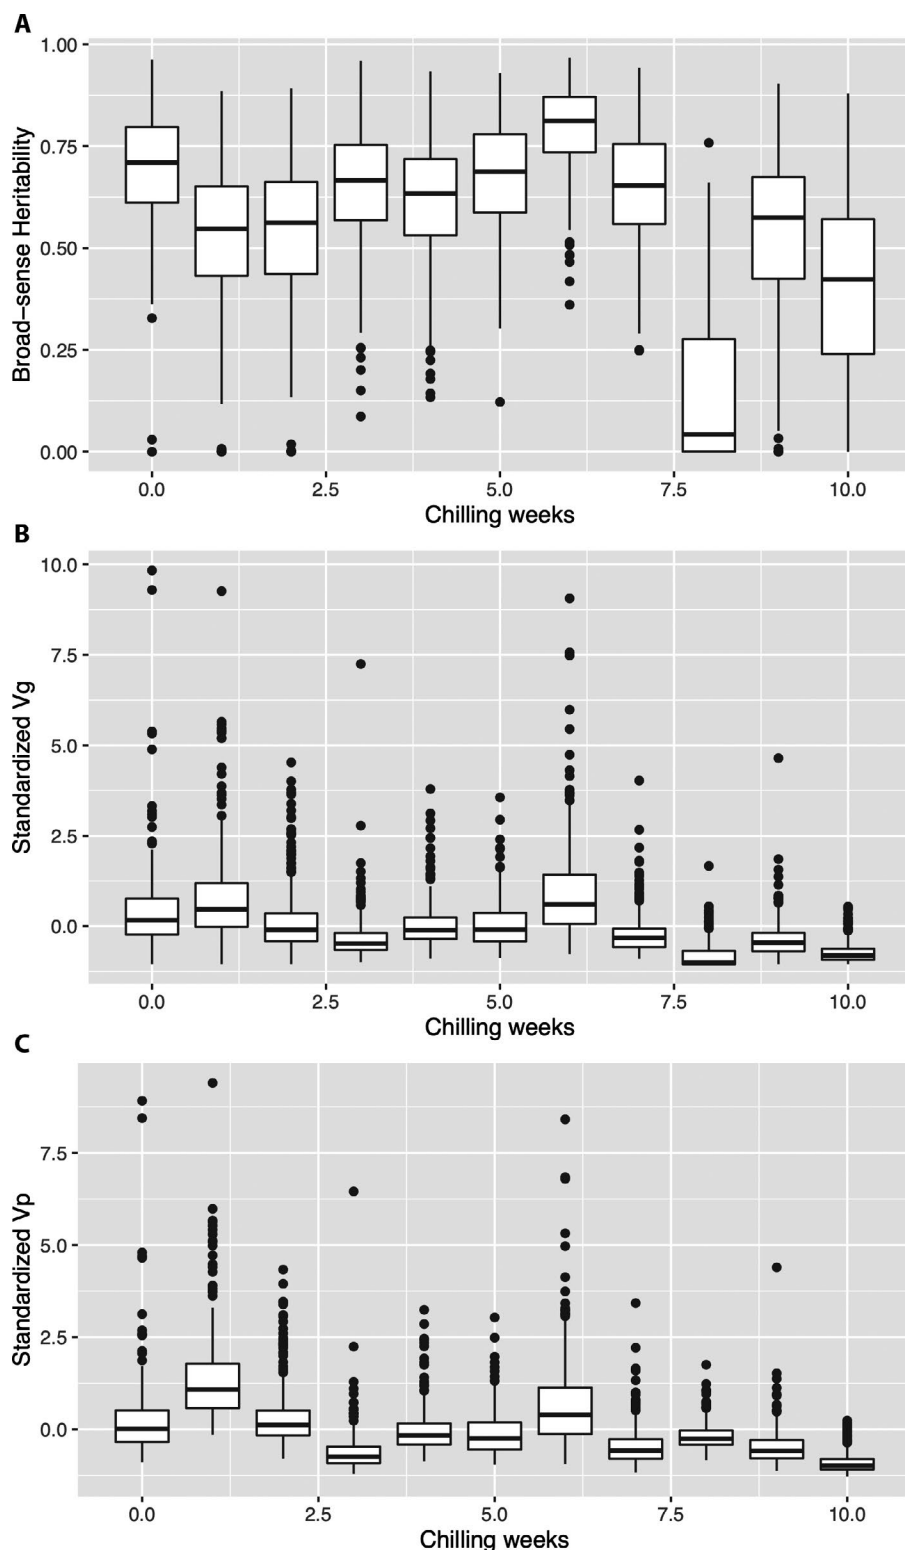 A
Broad-sense Heritability
1.00
0.75
0.50
0.25
0.00
0.0 2.5 5.0 7.5 10.0
Chilling weeks
B
Standardized Vg
10.0
7.5
5.0
2.5
0.0
0.0 2.5 5.0 7.5 10.0
Chilling weeks
C
Standardized Vp
7.5
5.0
2.5
0.0
0.0 2.5 5.0 7.5 10.0
Chilling weeks